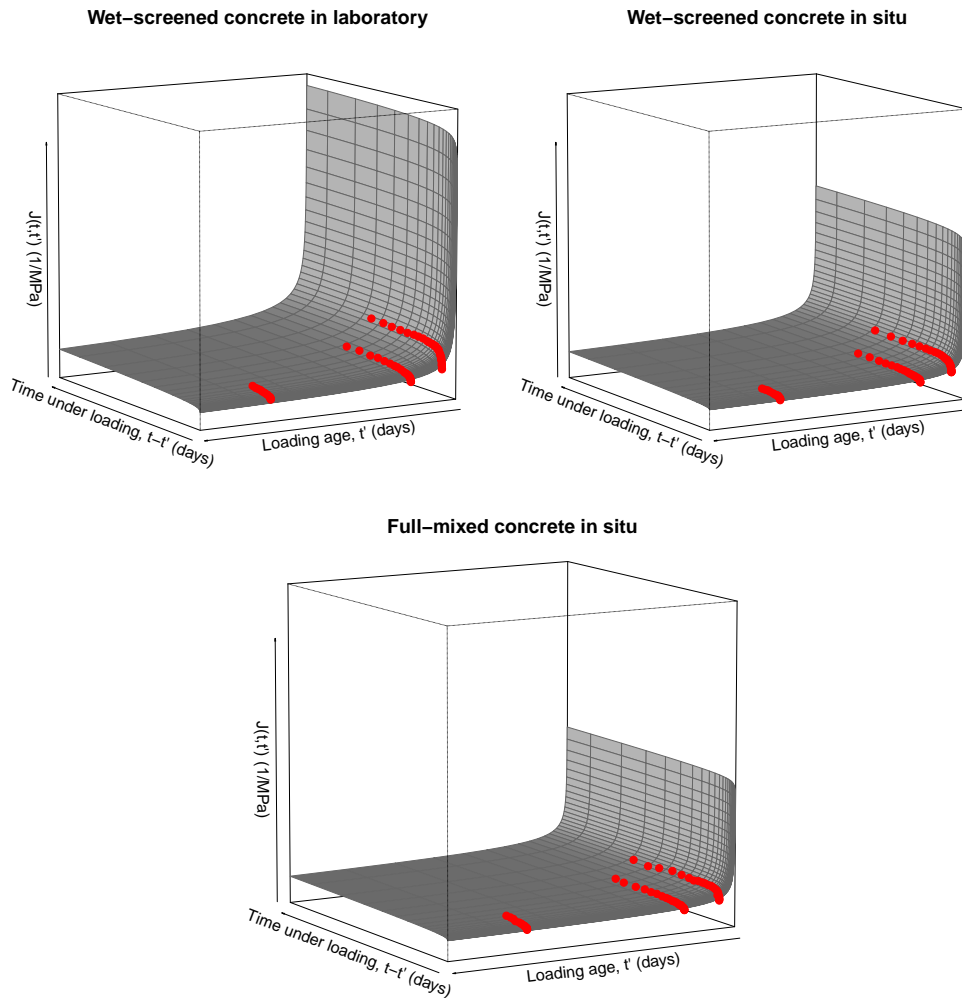 Wet−screened concrete in laboratory
J(t,t') (1/MPa)
Time under loading, t−t' (days)
Loading age, t' (days)
Wet−screened concrete in situ
J(t,t') (1/MPa)
Time under loading, t−t' (days)
Loading age, t' (days)
Full−mixed concrete in situ
J(t,t') (1/MPa)
Time under loading, t−t' (days)
Loading age, t' (days)